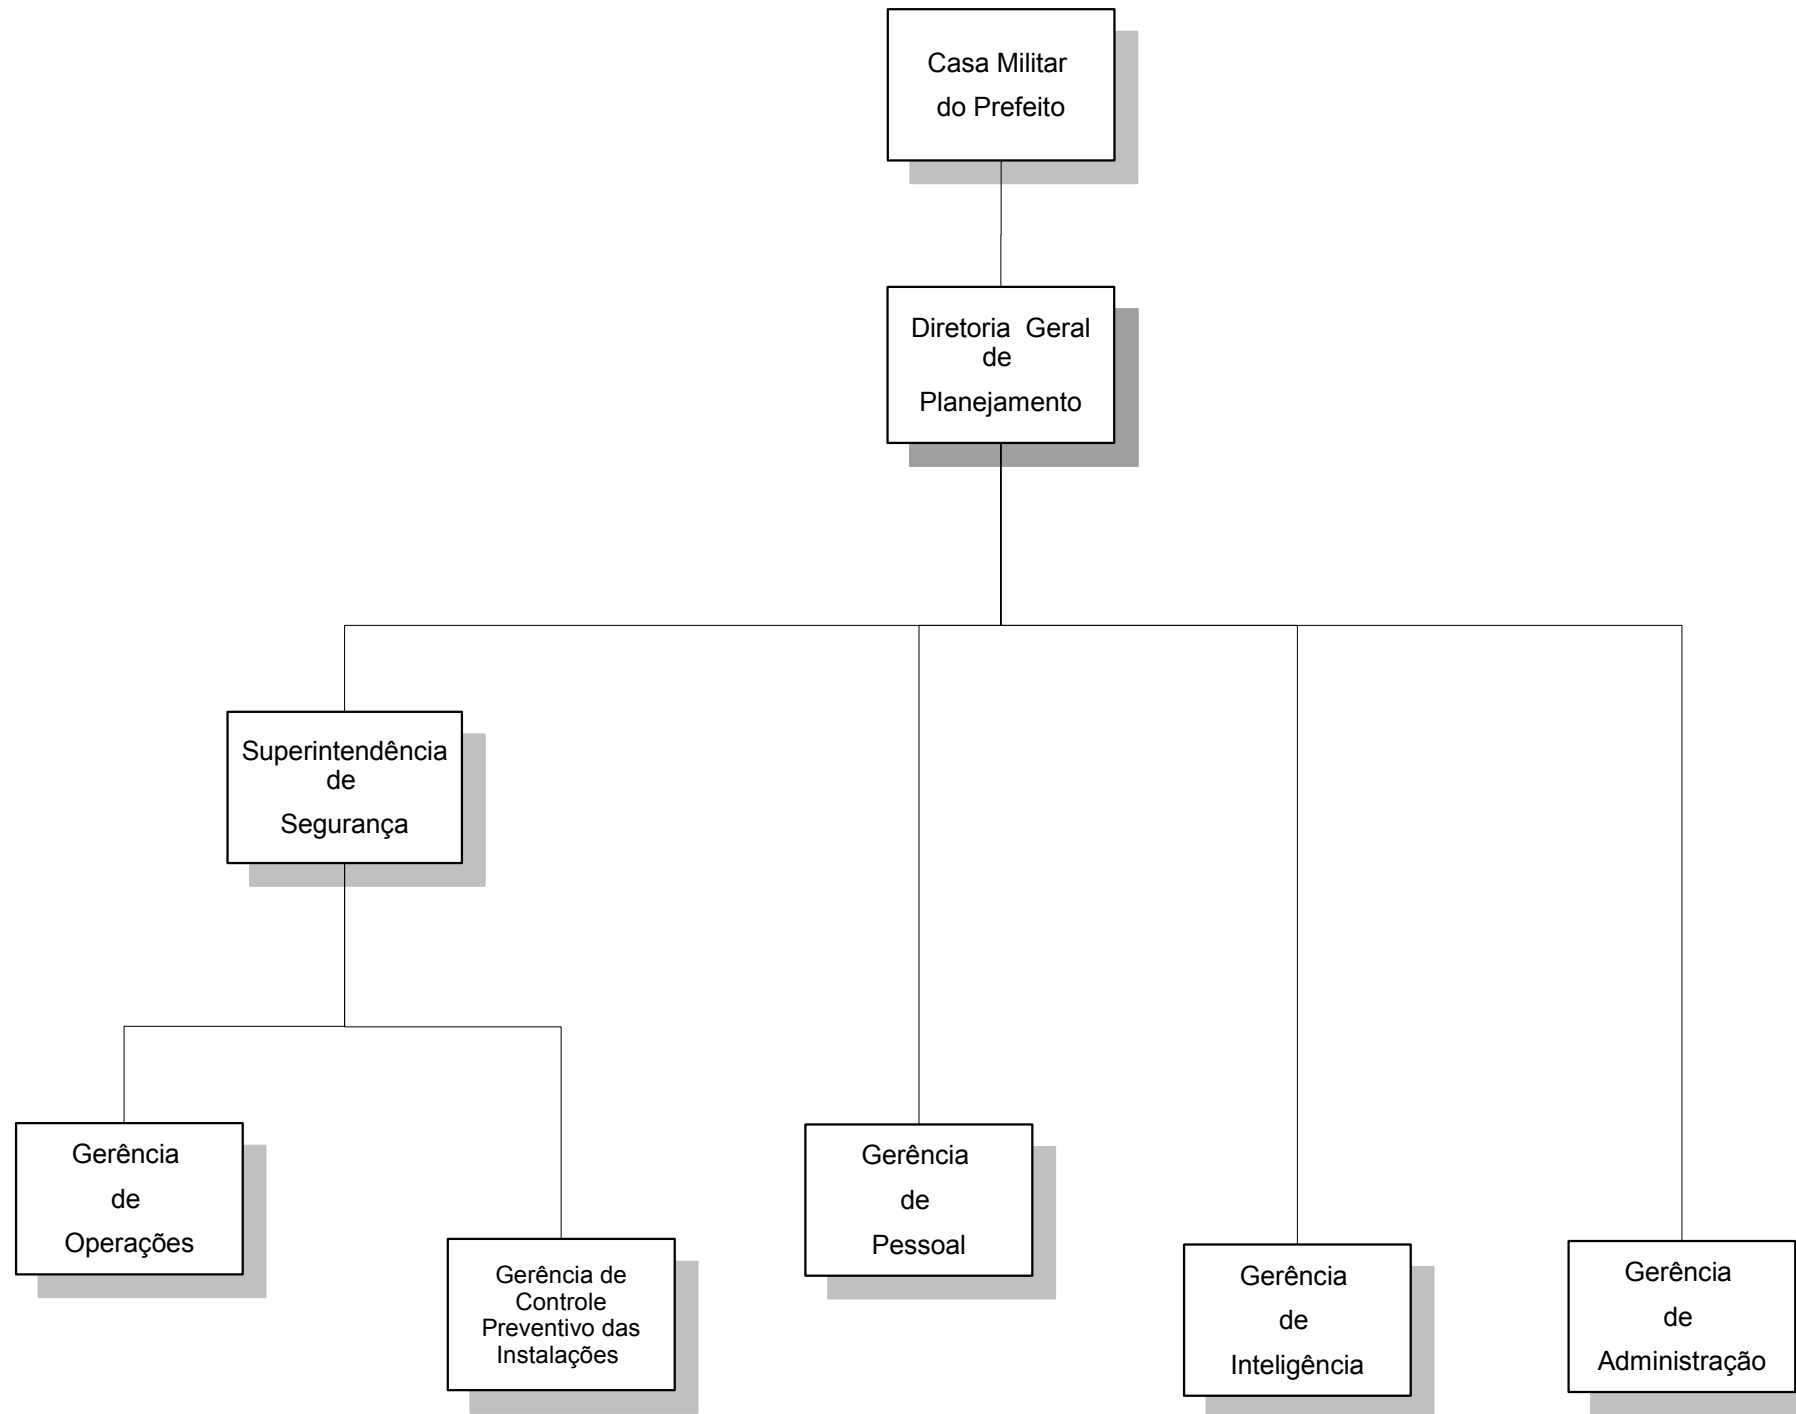 Casa Militar
do Prefeito
Diretoria Geral
de
Planejamento
Superintendência
de
Segurança
Gerência
de
Operações
Gerência de
Controle
Preventivo das
Instalações
Gerência
de
Pessoal
Gerência
de
Inteligência
Gerência
de
Administração